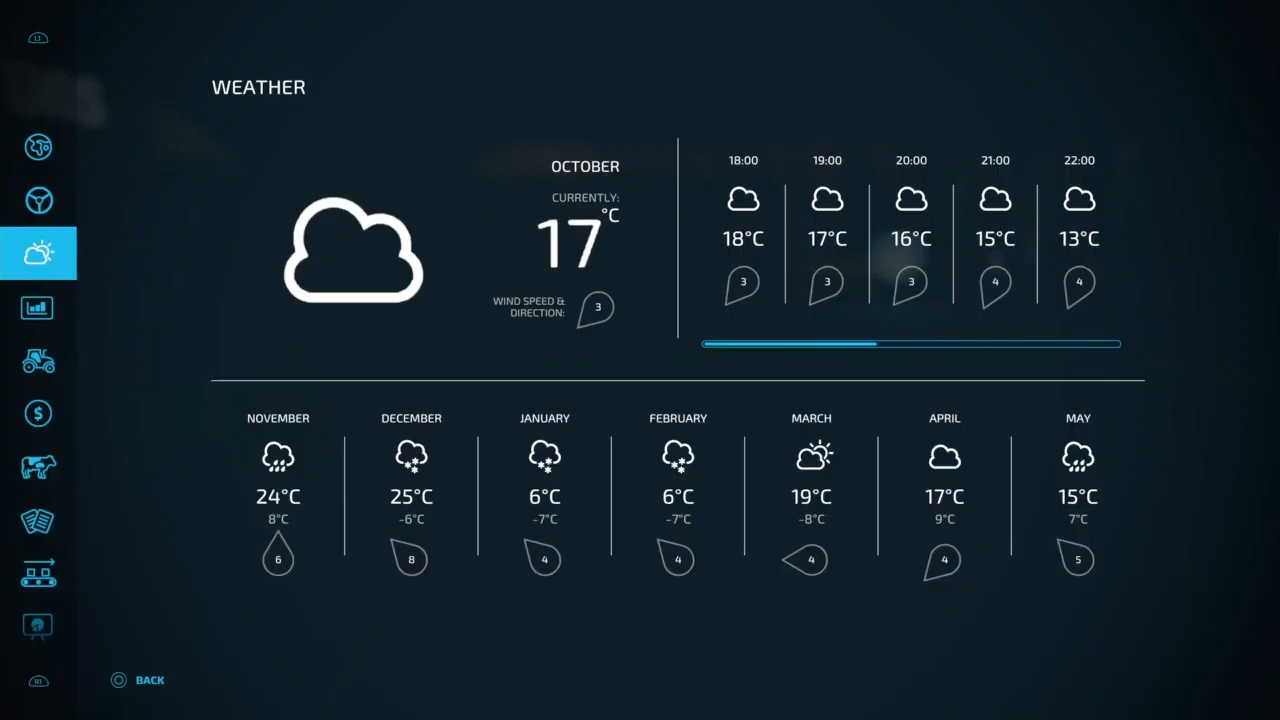 L1
WEATHER
OCTOBER
CURRENTLY:
17°C
WIND SPEED &
DIRECTION:
3
18:00 19:00 20:00 21:00 22:00
18°C 17°C 16°C 15°C 13°C
3 3 3 4 4
NOVEMBER DECEMBER JANUARY FEBRUARY MARCH APRIL MAY
24°C 25°C 6°C 6°C 19°C 17°C 15°C
8°C -6°C -7°C -7°C -8°C 9°C 7°C
6 8 4 4 4 4 5
$
R1
BACK